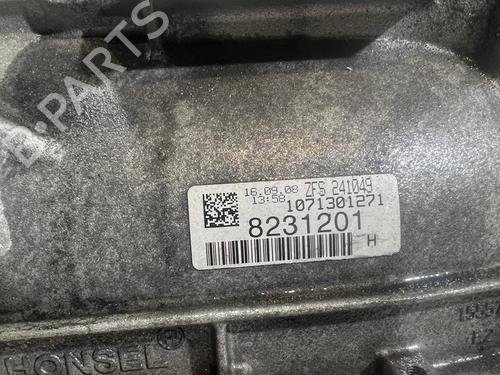 B-PARTS
16.09.08 ZFS 241049
13:58 1071301271
8231201
H
HONSEL